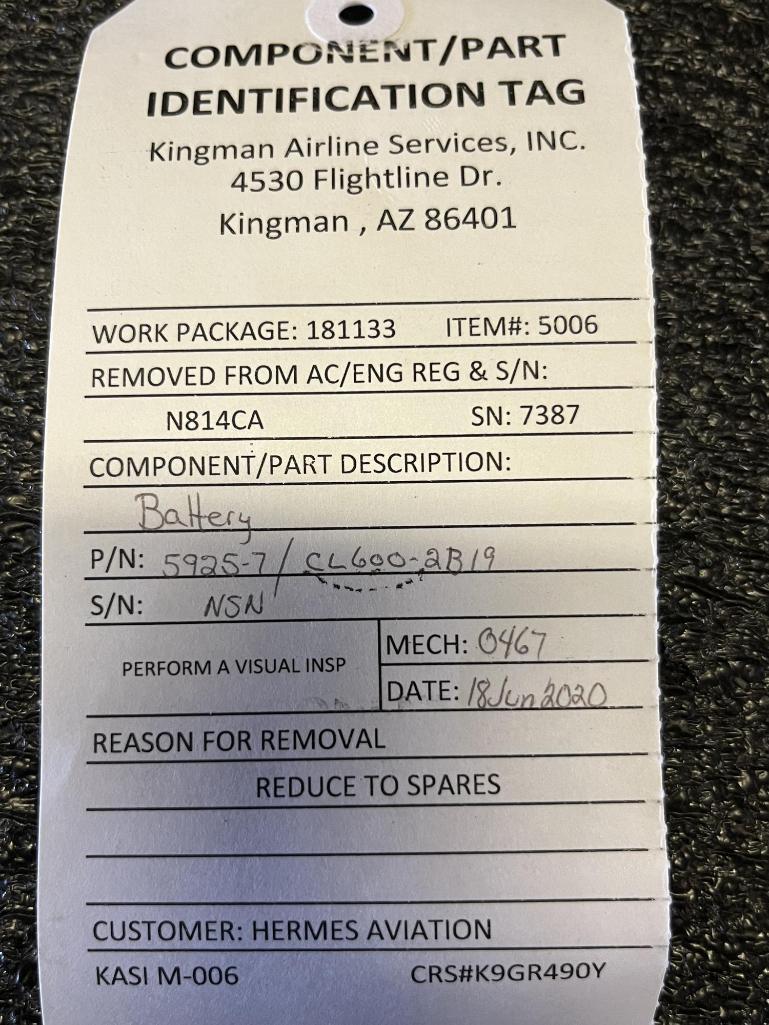 COMPONENT/PART
IDENTIFICATION TAG
Kingman Airline Services, INC.
4530 Flightline Dr.
Kingman , AZ 86401
WORK PACKAGE: 181133 ITEM#: 5006
REMOVED FROM AC/ENG REG & S/N:
N814CA SN: 7387
COMPONENT/PART DESCRIPTION:
Battery
P/N: 5925-7/CL600-2B19
S/N: NSN
PERFORM A VISUAL INSP
MECH: 0467
DATE: 18Jun2020
REASON FOR REMOVAL
REDUCE TO SPARES
CUSTOMER: HERMES AVIATION
KASI M-006 CRS#K9GR490Y